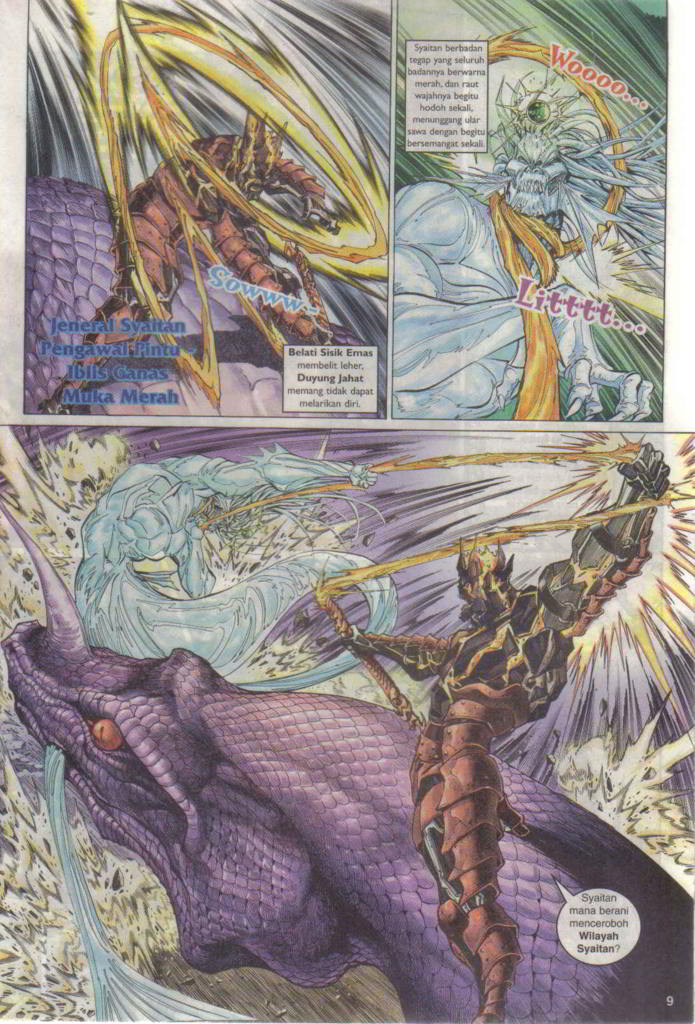 Sowww..
Jeneral Syaitan
Pengawal Pintu -
Iblis Ganas
Muka Merah
Belati Sisik Emas
membelit leher,
Duyung Jahat
memang tidak dapat
melarikan diri.
Syaitan berbadan
tegap yang seluruh
badannya berwarna
merah, dan raut
wajahnya begitu
hodoh sekali,
menunggang ular
sawa dengan begitu
bersemangat sekali.
Woooo...
Litttt...
Syaitan
mana berani
menceroboh
Wilayah
Syaitan?
9